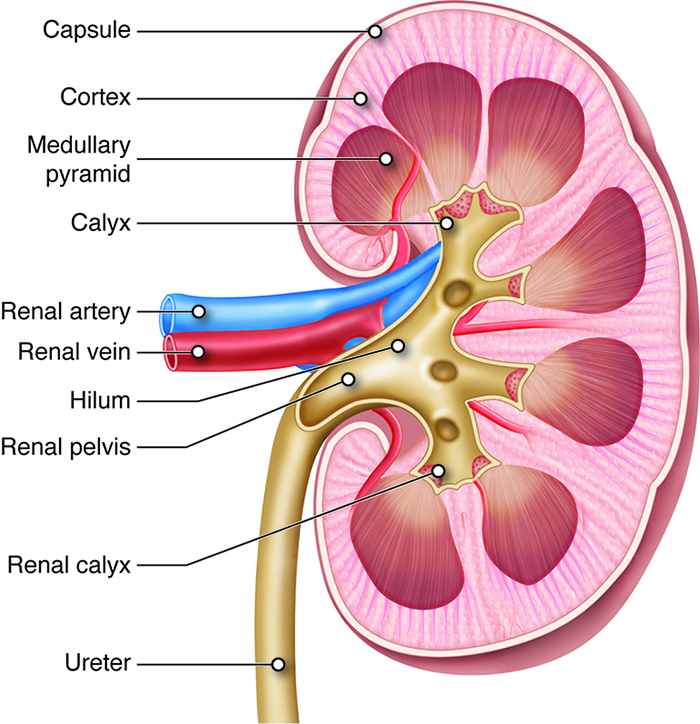 Capsule
Cortex
Medullary
pyramid
Calyx
Renal artery
Renal vein
Hilum
Renal pelvis
Renal calyx
Ureter